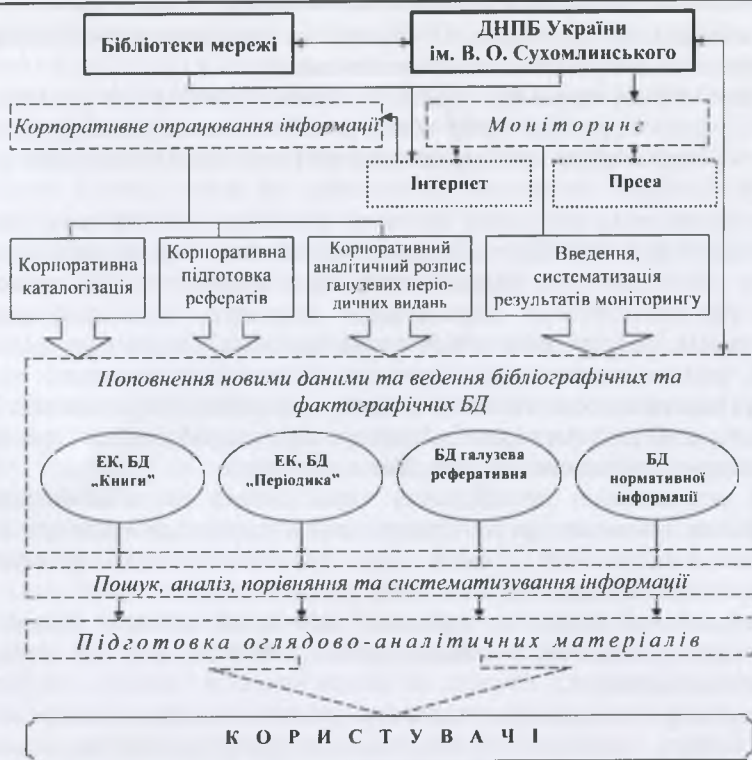 Бібліотеки мережі
ДНПБ України
ім. В. О. Сухомлинського
Корпоративне опрацювання інформації
Моніторинг
Інтернет
Преса
Корпоративна
каталогізація
Корпоративна
підготовка
рефератів
Корпоративний
аналітичний розпис
галузевих періо-
дичних видань
Введення,
систематизація
результатів моніторингу
Поповнення новими даними та ведення бібліографічних та
фактографічних БД
ЕК, БД
„Книги”
ЕК, БД
„Періодика”
БД галузева
реферативна
БД
нормативної
інформації
Пошук, аналіз, порівняння та систематизування інформації
Підготовка оглядово-аналітичних матеріалів
КОРИСТУВАЧІ